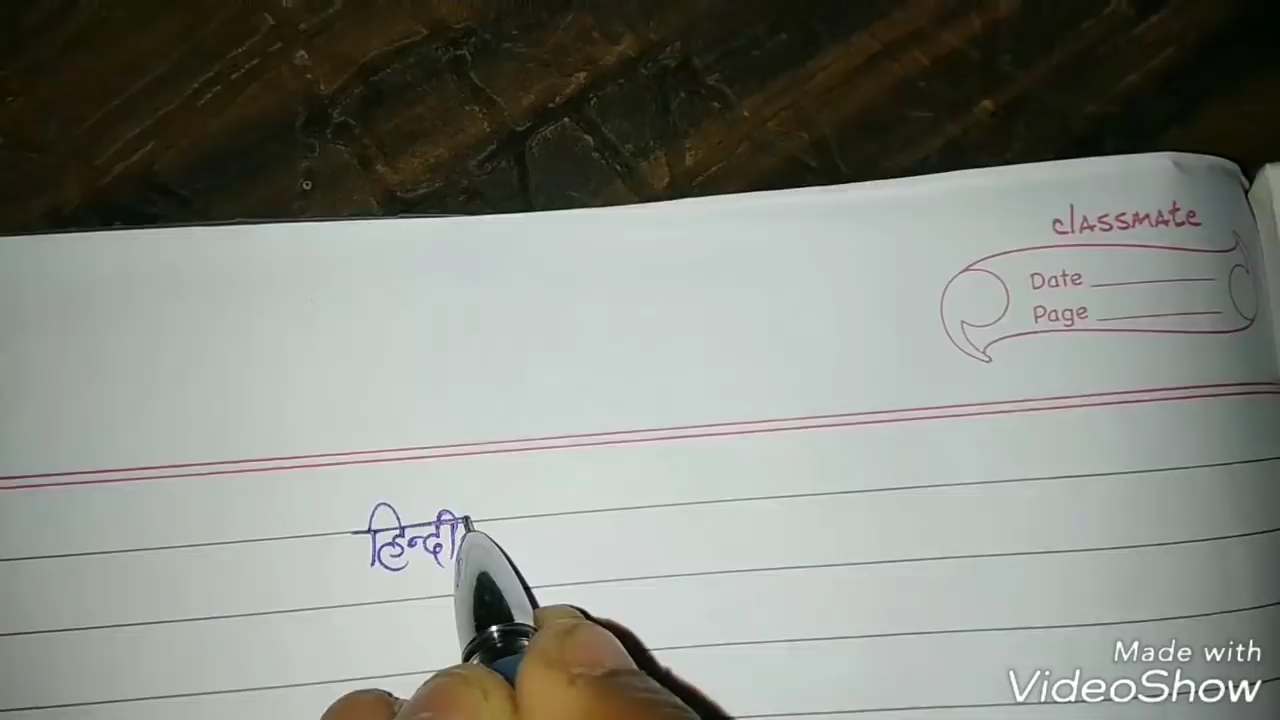 classmate
Date
Page
हिन्दी
Made with
VideoShow